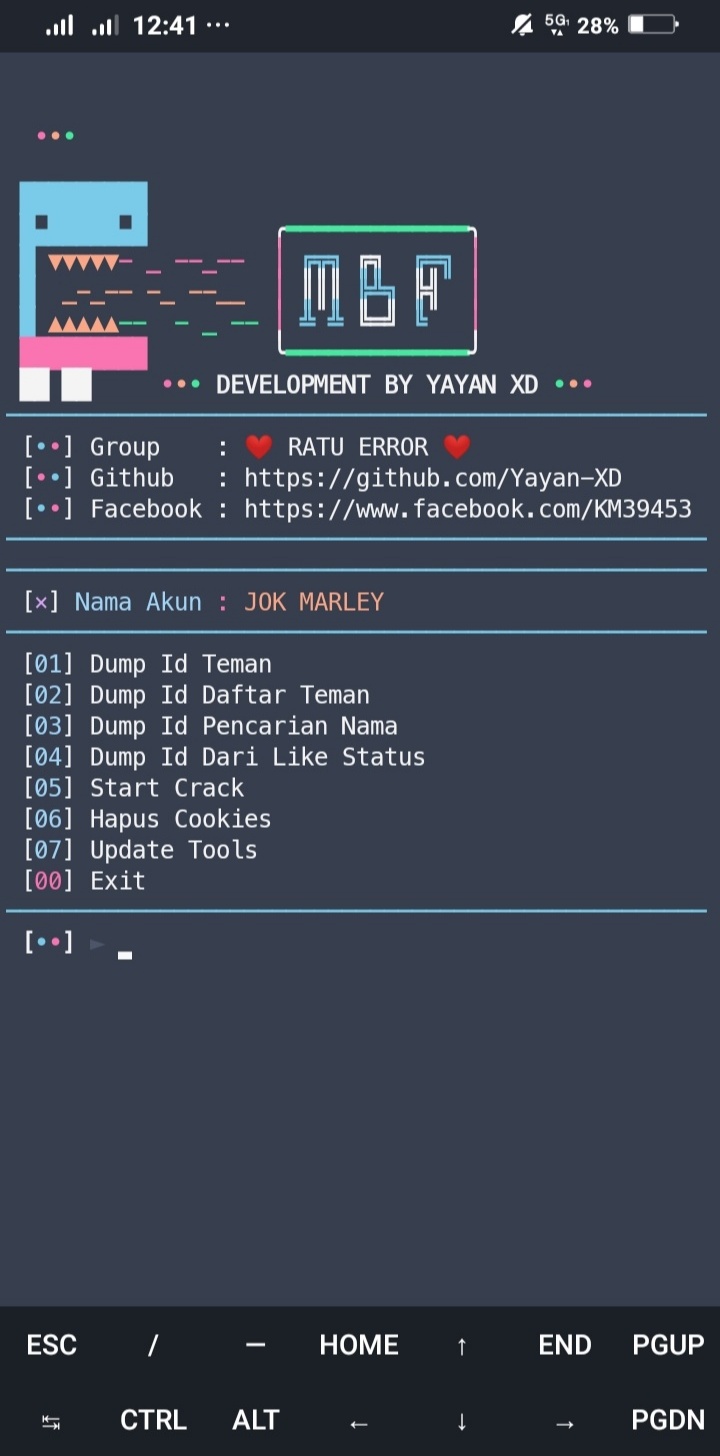 12:41 ··· 5G 28%
•••
MBF
••• DEVELOPMENT BY YAYAN XD •••
[••] Group : ❤️ RATU ERROR ❤️
[••] Github : https://github.com/Yayan-XD
[••] Facebook : https://www.facebook.com/KM39453
[×] Nama Akun : JOK MARLEY
[01] Dump Id Teman
[02] Dump Id Daftar Teman
[03] Dump Id Pencarian Nama
[04] Dump Id Dari Like Status
[05] Start Crack
[06] Hapus Cookies
[07] Update Tools
[00] Exit
[••] ►
ESC / — HOME ↑ END PGUP
↹ CTRL ALT ← ↓ → PGDN